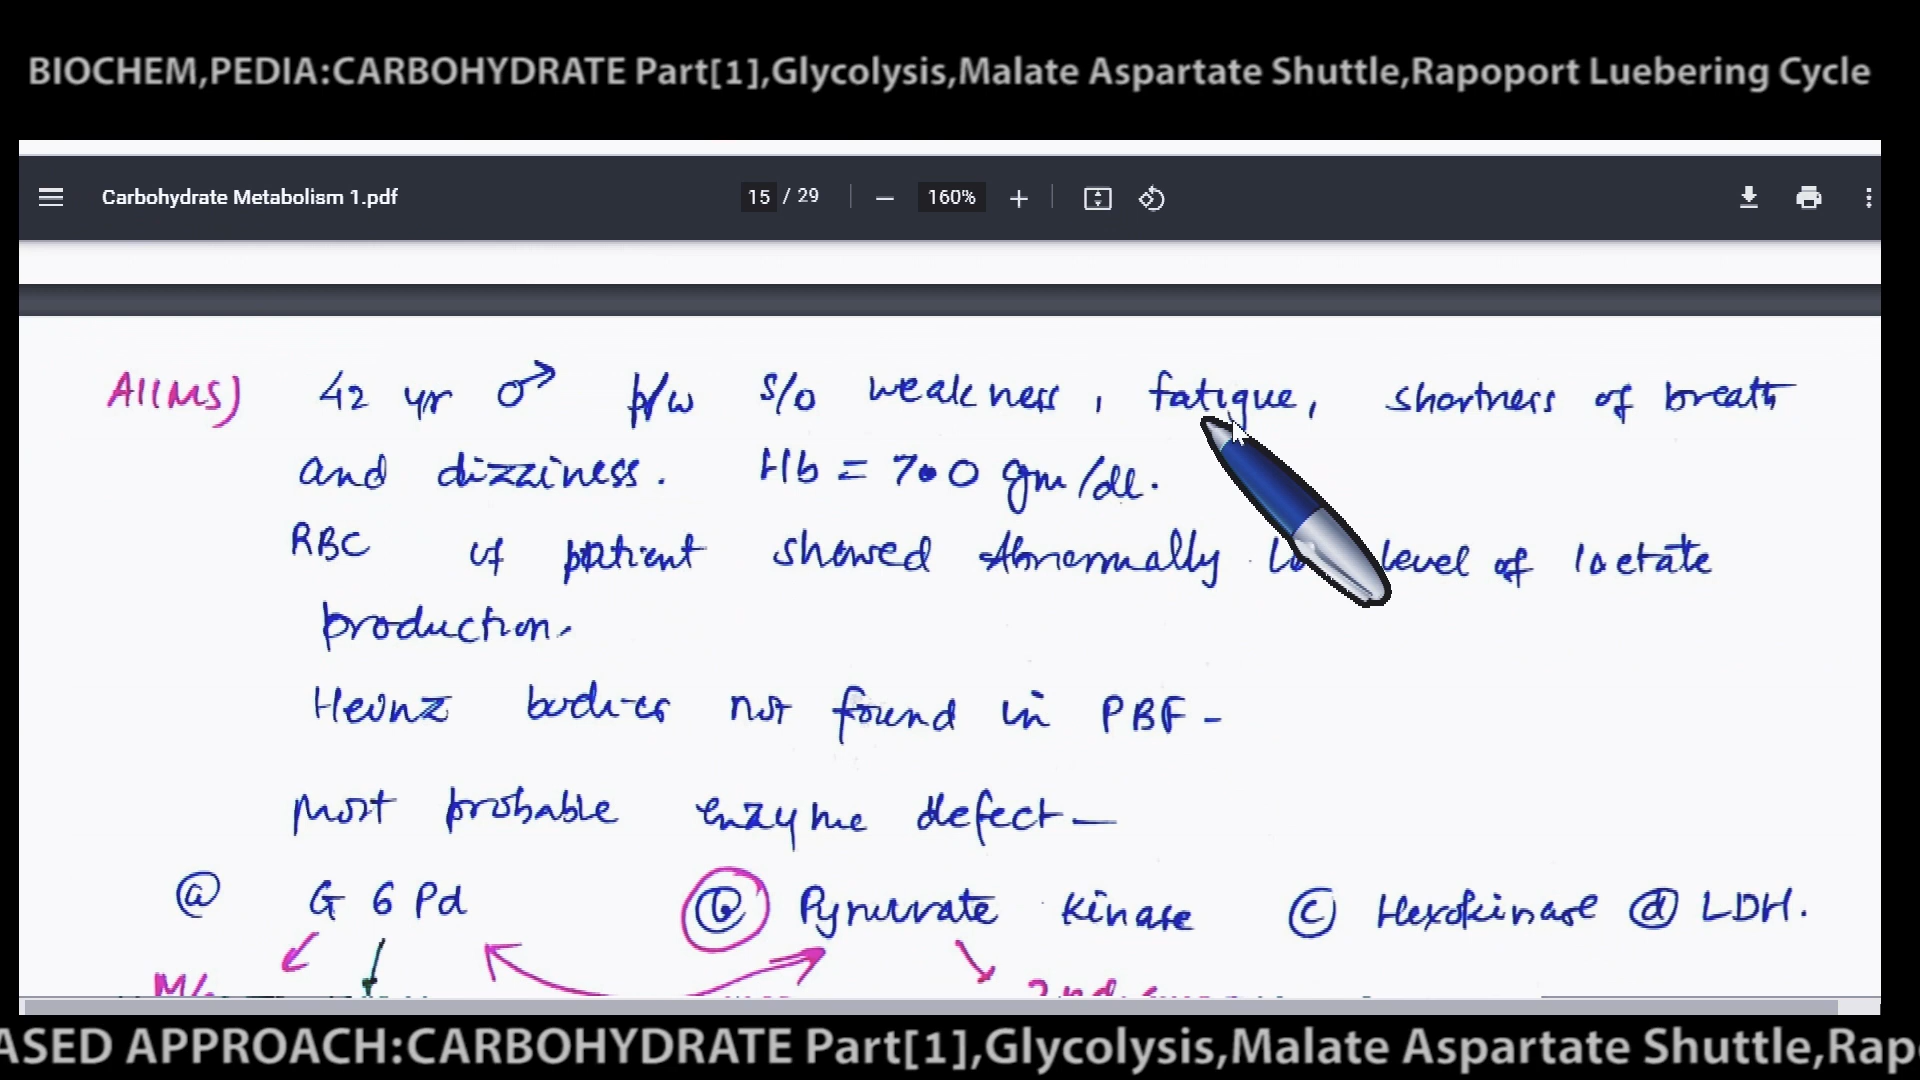 BIOCHEM,PEDIA:CARBOHYDRATE Part[1],Glycolysis,Malate Aspartate Shuttle,Rapoport Luebering Cycle
Carbohydrate Metabolism 1.pdf 15 / 29 160%
AIIMS) 42 yr ♂ p/w s/o weakness, fatigue, shortness of breath
and dizziness. Hb = 7.0 gm/dl.
RBC of patient showed abnormally level of lactate
production.
Heinz bodies not found in PBF -
Most probable enzyme defect —
(a) G 6 Pd (b) Pyruvate Kinase (c) Hexokinase (d) LDH.
ASED APPROACH:CARBOHYDRATE Part[1],Glycolysis,Malate Aspartate Shuttle,Rap